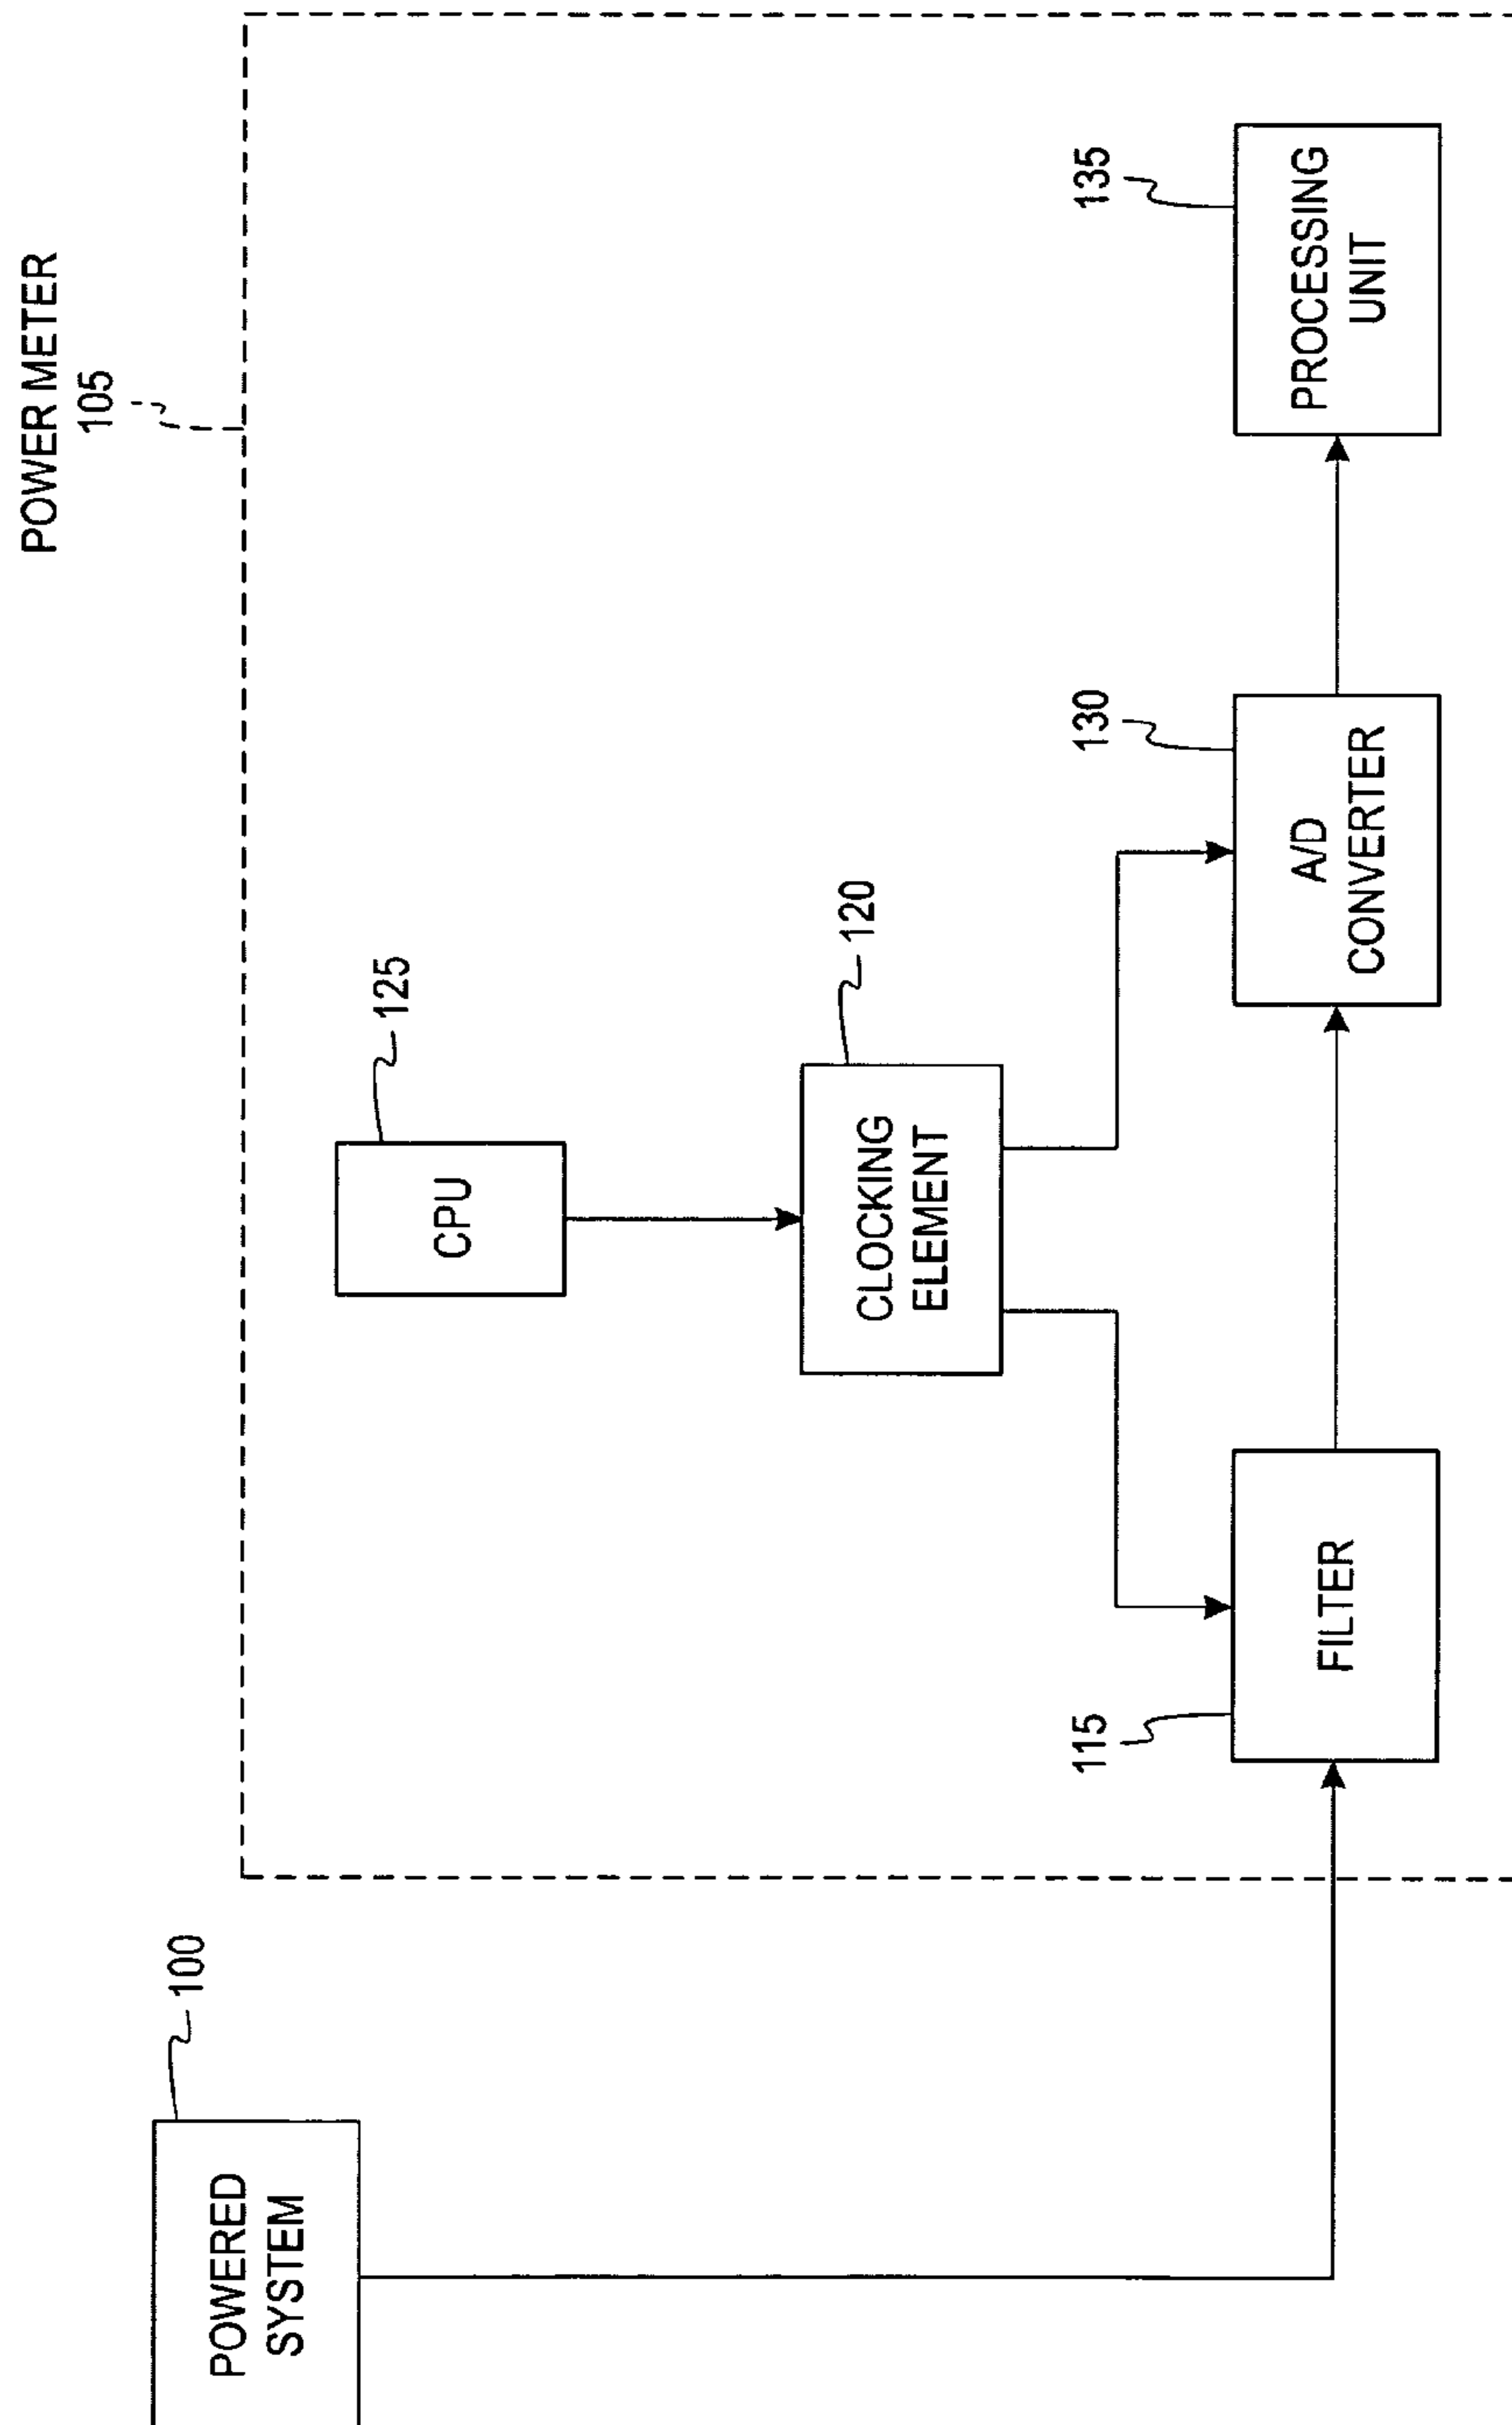 POWER METER
105
POWERED
SYSTEM
100
CPU
125
CLOCKING
ELEMENT
120
115
FILTER
130
A/D
CONVERTER
135
PROCESSING
UNIT